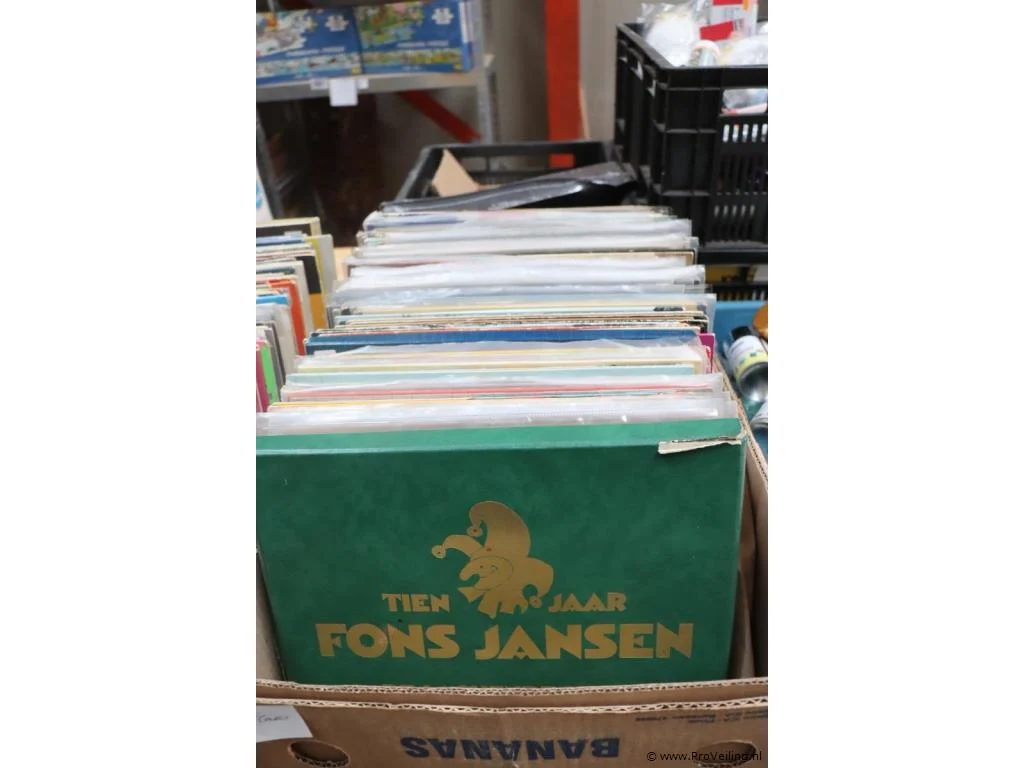 TIEN JAAR
FONS JANSEN
BANANAS
© www.ProVeiling.nl